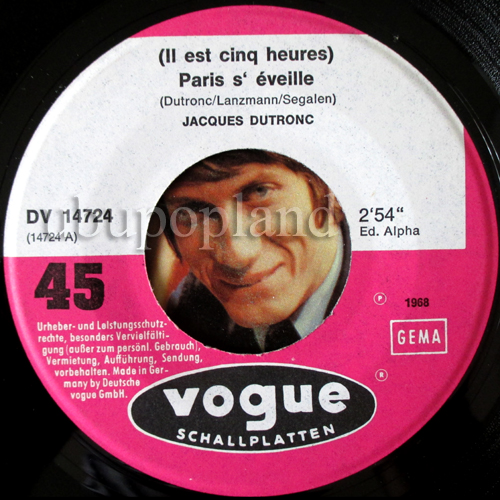 (Il est cinq heures)
Paris s' éveille
(Dutronc/Lanzmann/Segalen)
JACQUES DUTRONC
bupopland
DV 14724
(14724 A)
2'54"
Ed. Alpha
45
P
1968
GEMA
Urheber- und Leistungsschutz-
rechte, besonders Vervielfälti-
gung (außer zum persönl. Gebrauch),
Vermietung, Aufführung, Sendung,
vorbehalten. Made in Ger-
many by Deutsche
vogue GmbH.
R
vogue
SCHALLPLATTEN